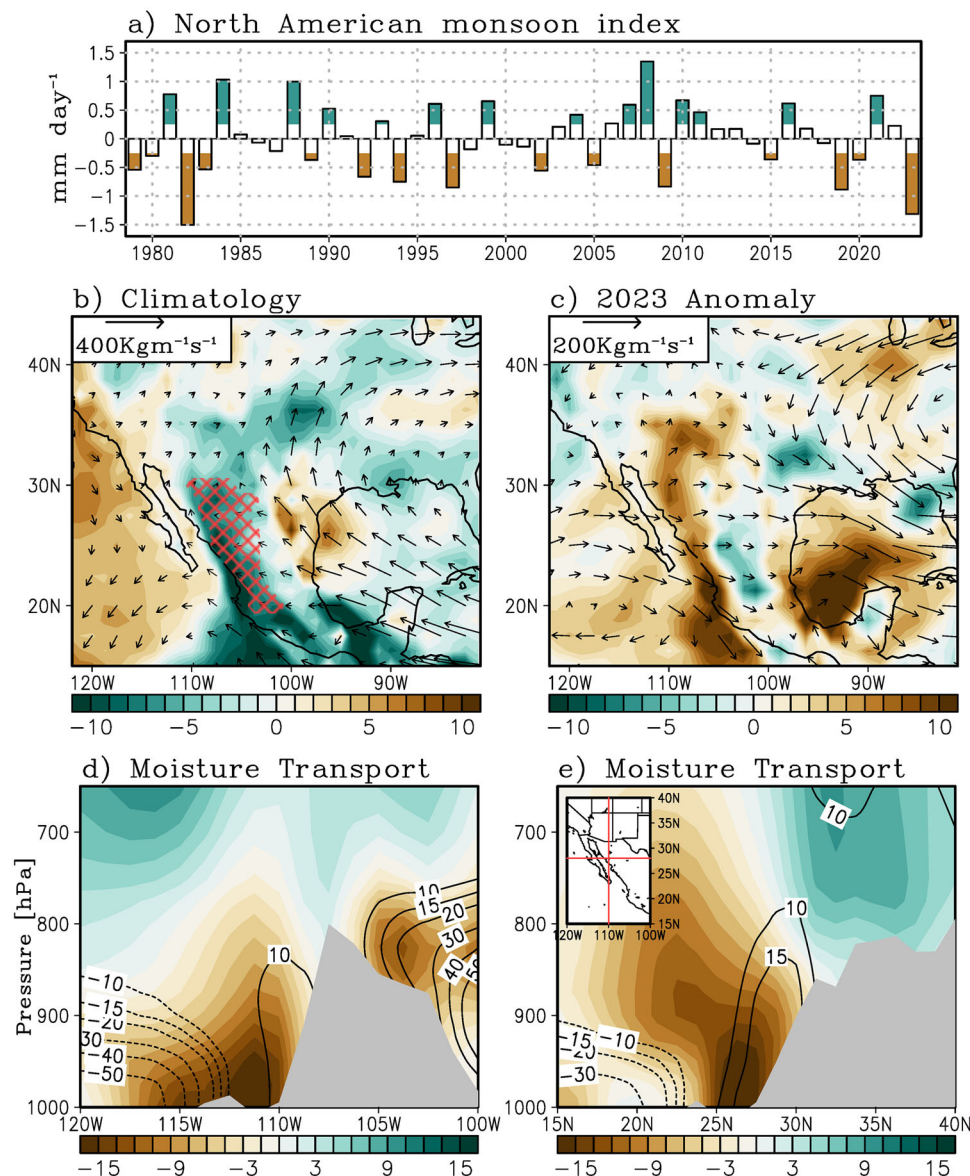 a) North American monsoon index
mm day⁻¹
1.5
1
0.5
0
−0.5
−1
−1.5
1980 1985 1990 1995 2000 2005 2010 2015 2020
b) Climatology
400Kgm⁻¹s⁻¹
40N
30N
20N
120W 110W 100W 90W
−10 −5 0 5 10
c) 2023 Anomaly
200Kgm⁻¹s⁻¹
40N
30N
20N
120W 110W 100W 90W
−10 −5 0 5 10
d) Moisture Transport
Pressure [hPa]
700
800
900
1000
10
15
20
30
40
10
−10
−15
−20
30
−40
−50
120W 115W 110W 105W 100W
−15 −9 −3 3 9 15
e) Moisture Transport
700
800
900
1000
40N
35N
30N
25N
20N
15N
120W 110W 100W
10
10
15
−15 −10
−20
−30
15N 20N 25N 30N 35N 40N
−15 −9 −3 3 9 15